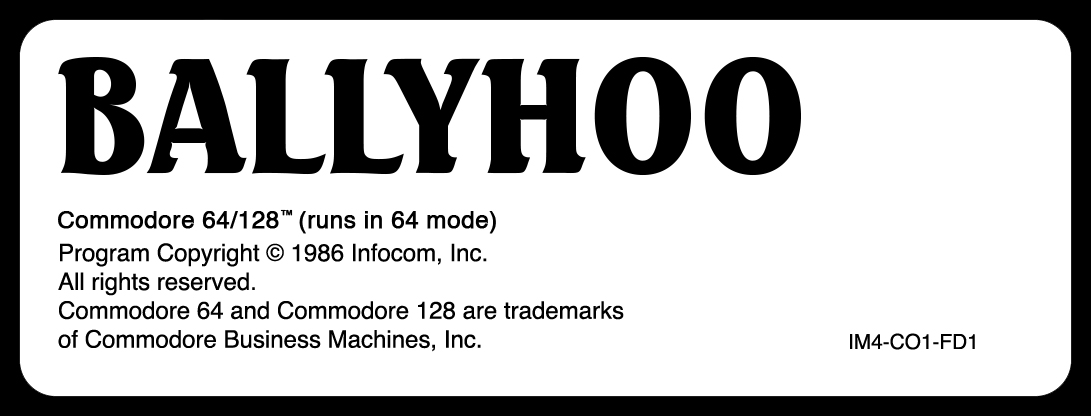 BALLYHOO
Commodore 64/128™ (runs in 64 mode)
Program Copyright © 1986 Infocom, Inc.
All rights reserved.
Commodore 64 and Commodore 128 are trademarks
of Commodore Business Machines, Inc.
IM4-CO1-FD1